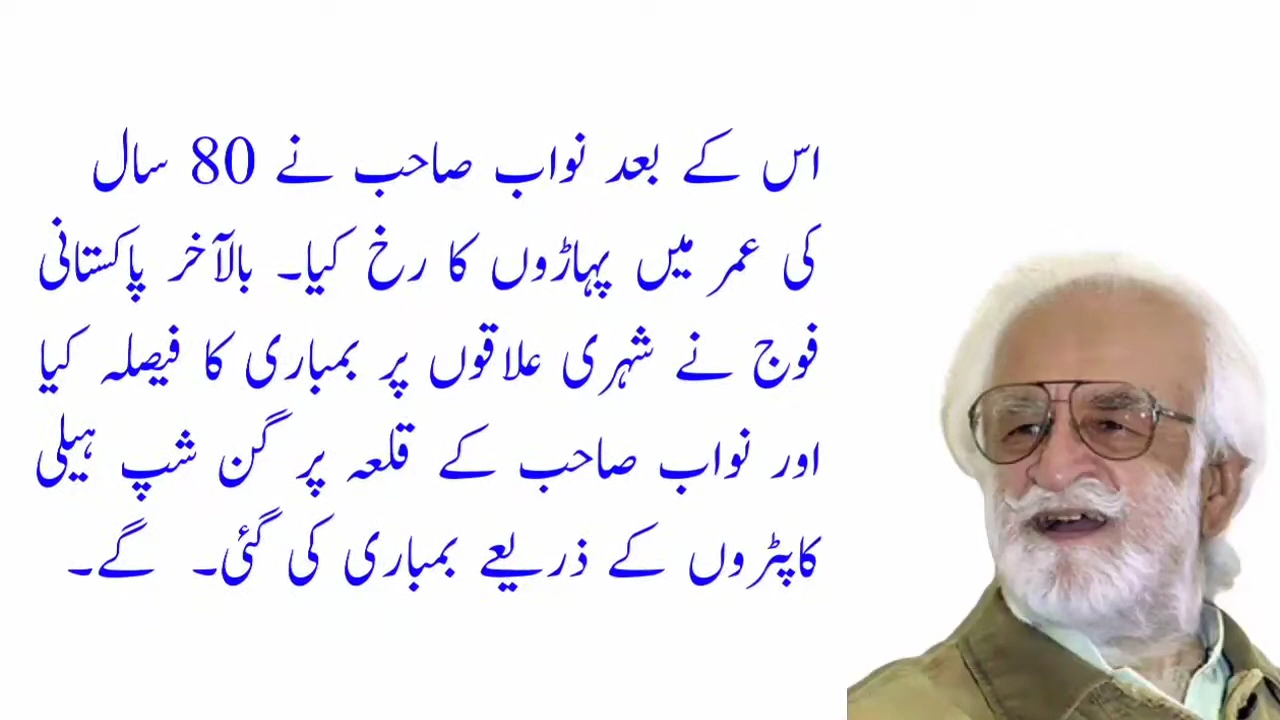 اس کے بعد نواب صاحب نے 80 سال
کی عمر میں پہاڑوں کا رخ کیا۔ بالآخر پاکستانی
فوج نے شہری علاقوں پر بمباری کا فیصلہ کیا
اور نواب صاحب کے قلعہ پر گن شپ ہیلی
کاپٹروں کے ذریعے بمباری کی گئی۔ گے۔